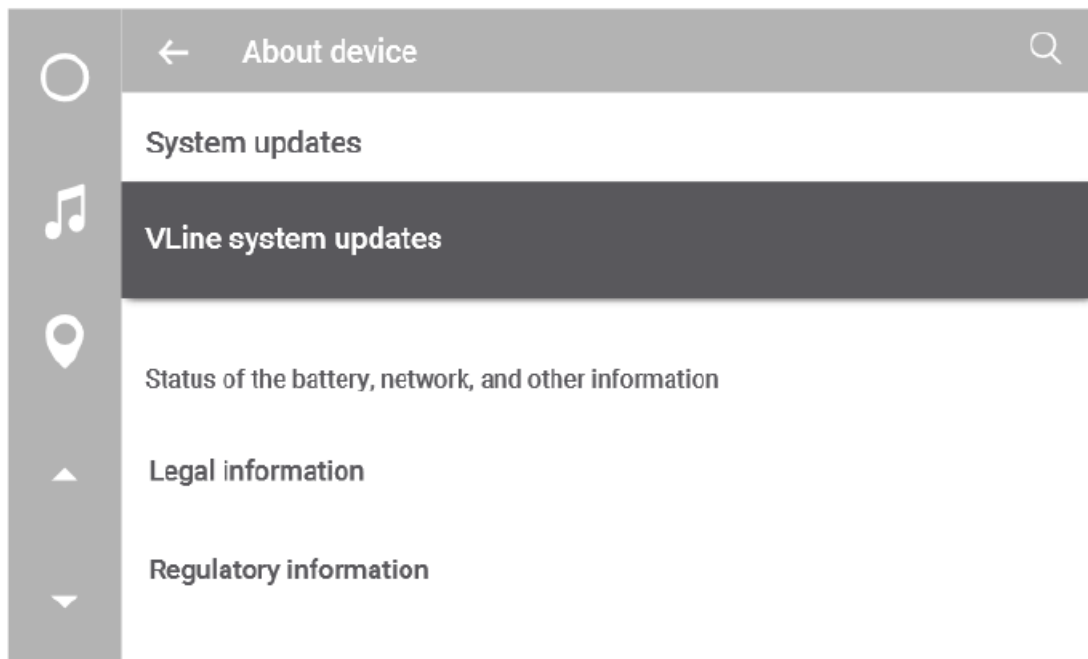 About device
System updates
VLine system updates
Status of the battery, network, and other information
Legal information
Regulatory information